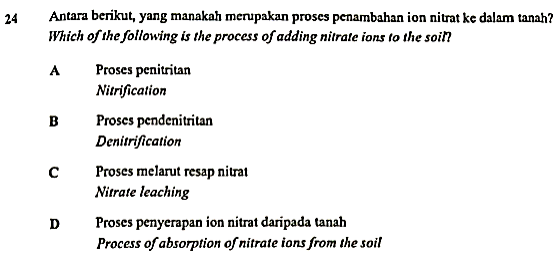 24 Antara berikut, yang manakah merupakan proses penambahan ion nitrat ke dalam tanah?
Which of the following is the process of adding nitrate ions to the soil?
A Proses penitritan
Nitrification
B Proses pendenitritan
Denitrification
C Proses melarut resap nitrat
Nitrate leaching
D Proses penyerapan ion nitrat daripada tanah
Process of absorption of nitrate ions from the soil